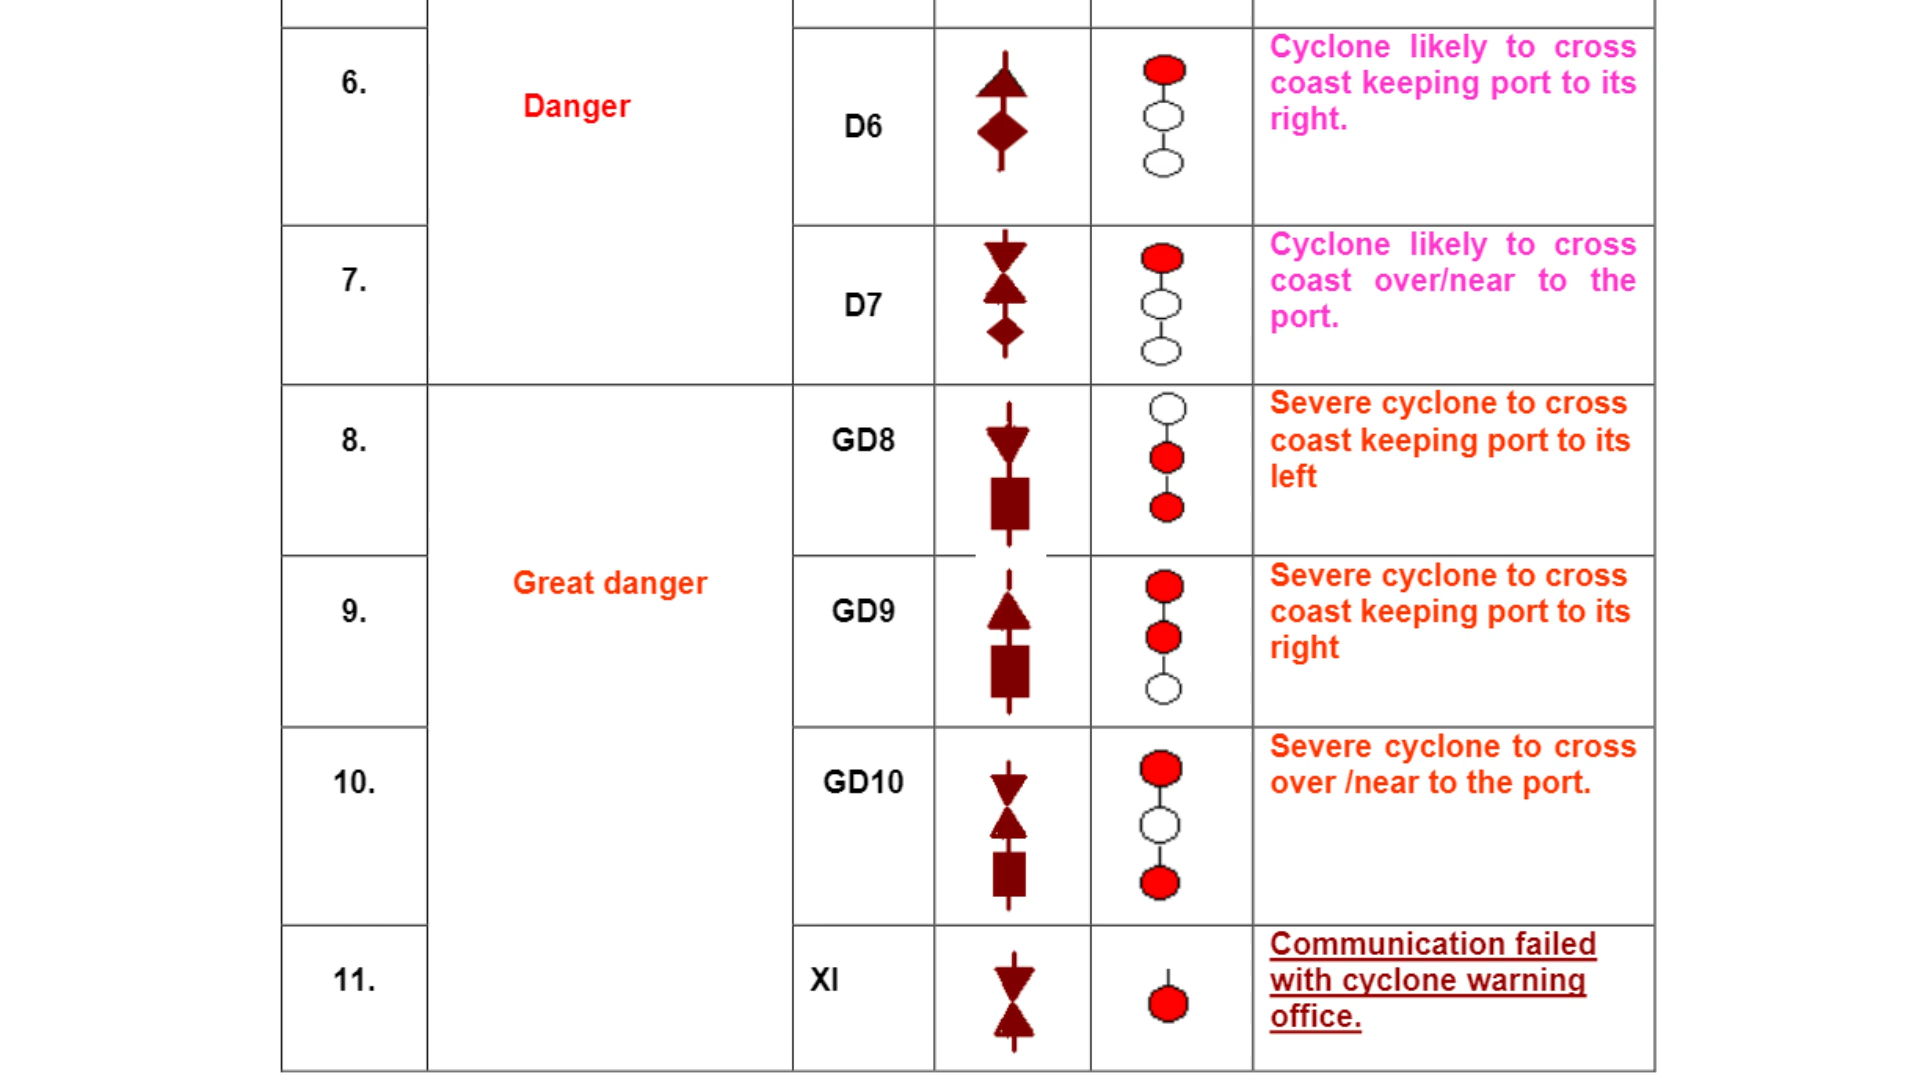 6.
Danger
D6
Cyclone likely to cross
coast keeping port to its
right.
7.
D7
Cyclone likely to cross
coast over/near to the
port.
8.
GD8
Severe cyclone to cross
coast keeping port to its
left
Great danger
9.
GD9
Severe cyclone to cross
coast keeping port to its
right
10.
GD10
Severe cyclone to cross
over /near to the port.
11.
XI
Communication failed
with cyclone warning
office.